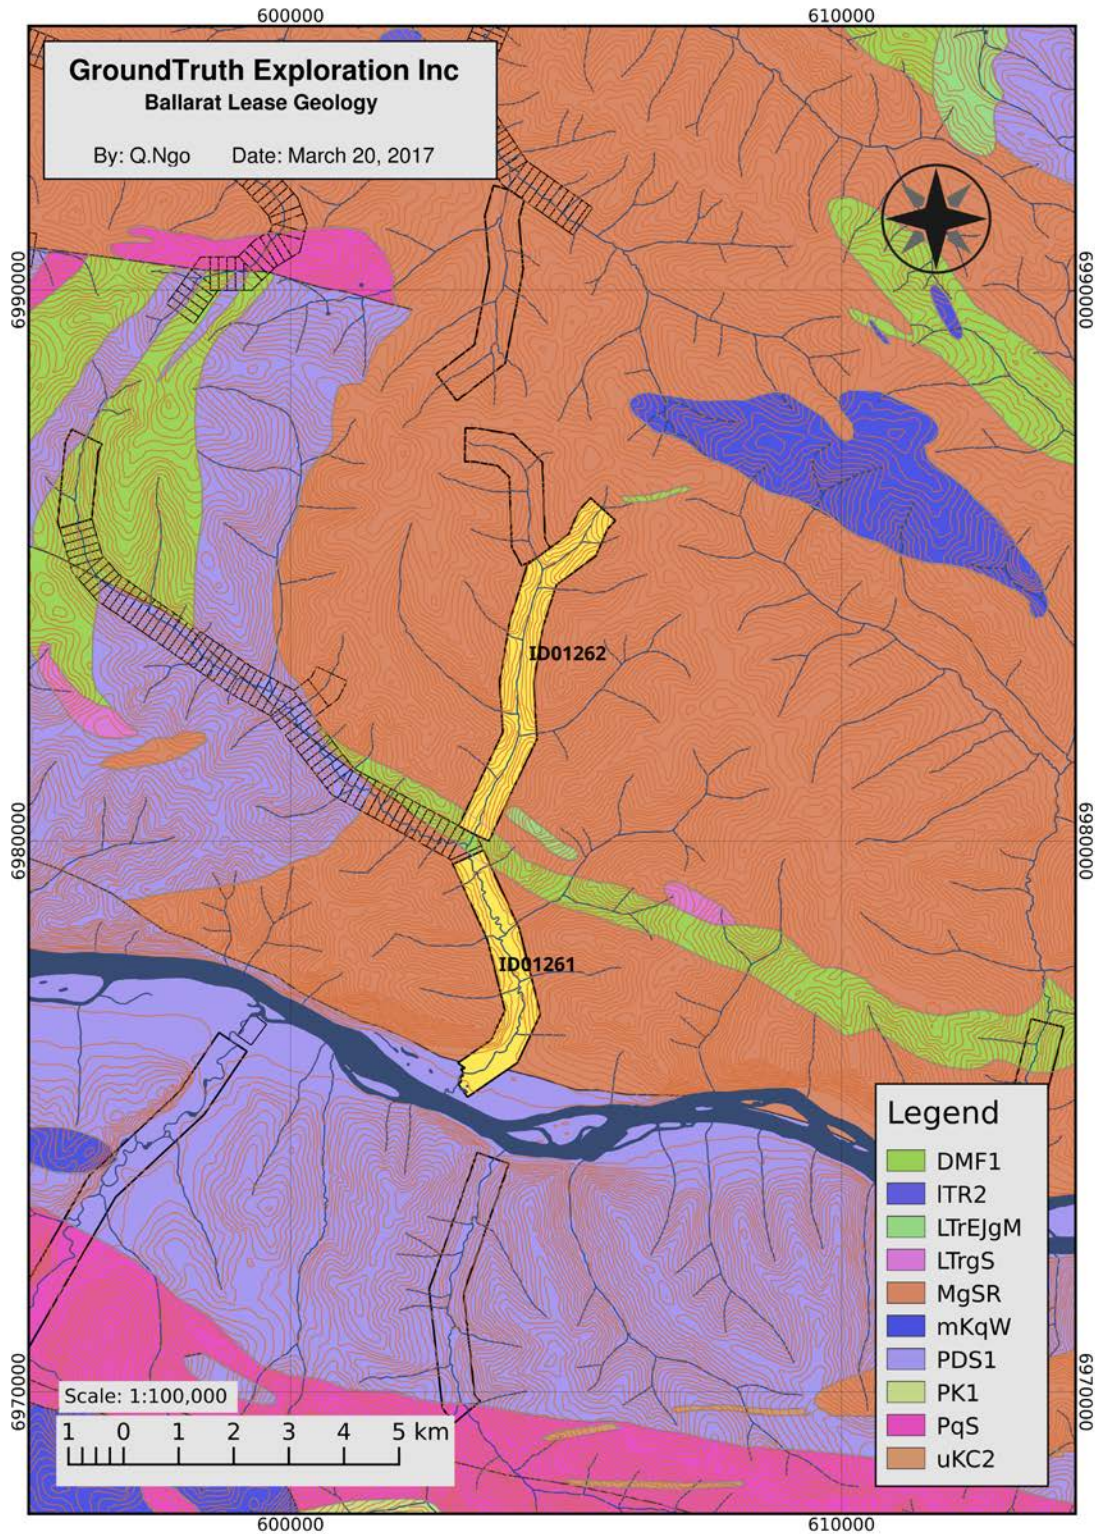 600000 610000
GroundTruth Exploration Inc
Ballarat Lease Geology
By: Q.Ngo Date: March 20, 2017
6990000 6990000
ID01262
6980000 6980000
ID01261
Legend
DMF1
lTR2
LTrEJgM
LTrgS
MgSR
mKqW
PDS1
PK1
PqS
uKC2
6970000 6970000
Scale: 1:100,000
1 0 1 2 3 4 5 km
600000 610000